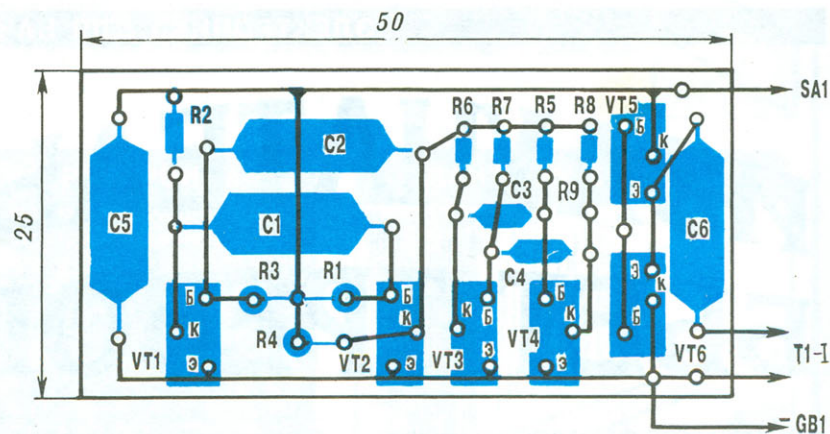 50
25
SA1
R2
C2
R6 R7 R5 R8 VT5
Б
К
Э
C5
C1
C3
R9
C6
C4
R3 R1
Б
К
Э
Б
К
Э
Б
К
Э
Б
К
Э
Э
К
Б
R4
VT1
VT2
VT3
VT4
VT6
T1-I
-GB1